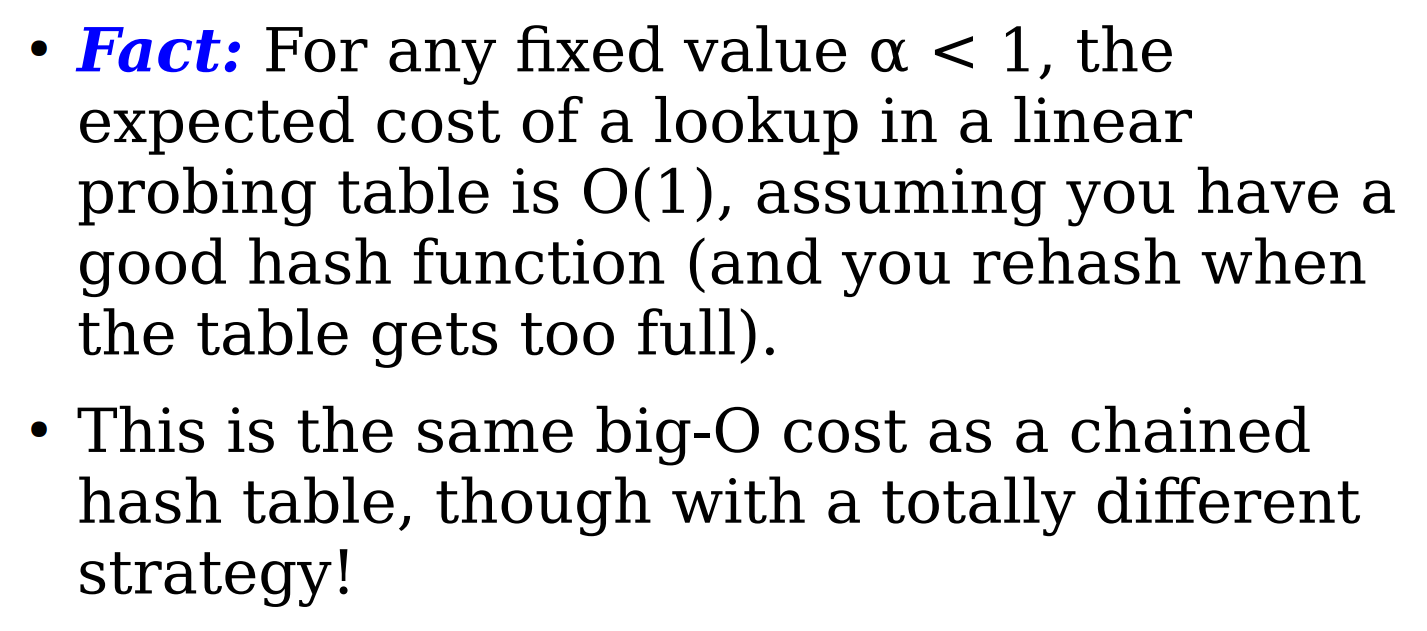 • Fact: For any fixed value α < 1, the
expected cost of a lookup in a linear
probing table is O(1), assuming you have a
good hash function (and you rehash when
the table gets too full).
• This is the same big-O cost as a chained
hash table, though with a totally different
strategy!